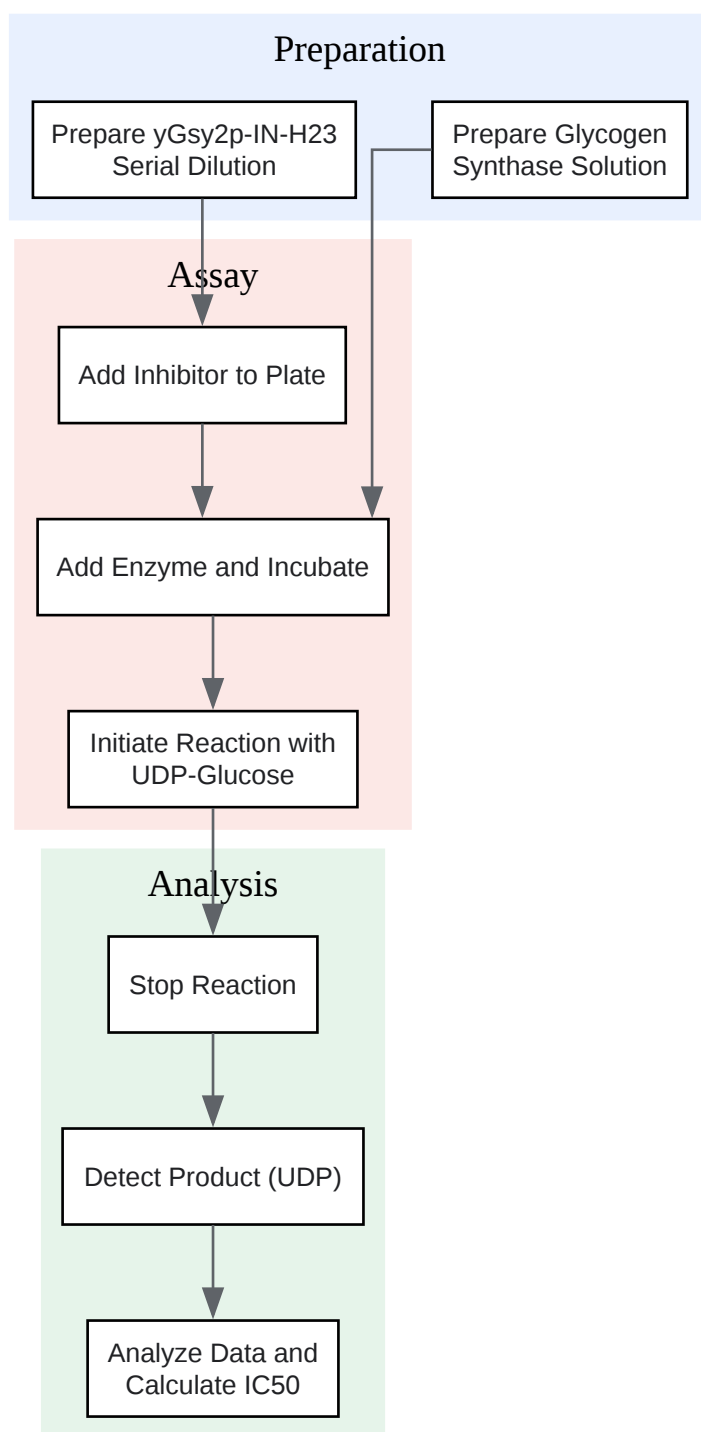 Preparation
Prepare yGsy2p-IN-H23
Serial Dilution
Prepare Glycogen
Synthase Solution
Assay
Add Inhibitor to Plate
Add Enzyme and Incubate
Initiate Reaction with
UDP-Glucose
Analysis
Stop Reaction
Detect Product (UDP)
Analyze Data and
Calculate IC50